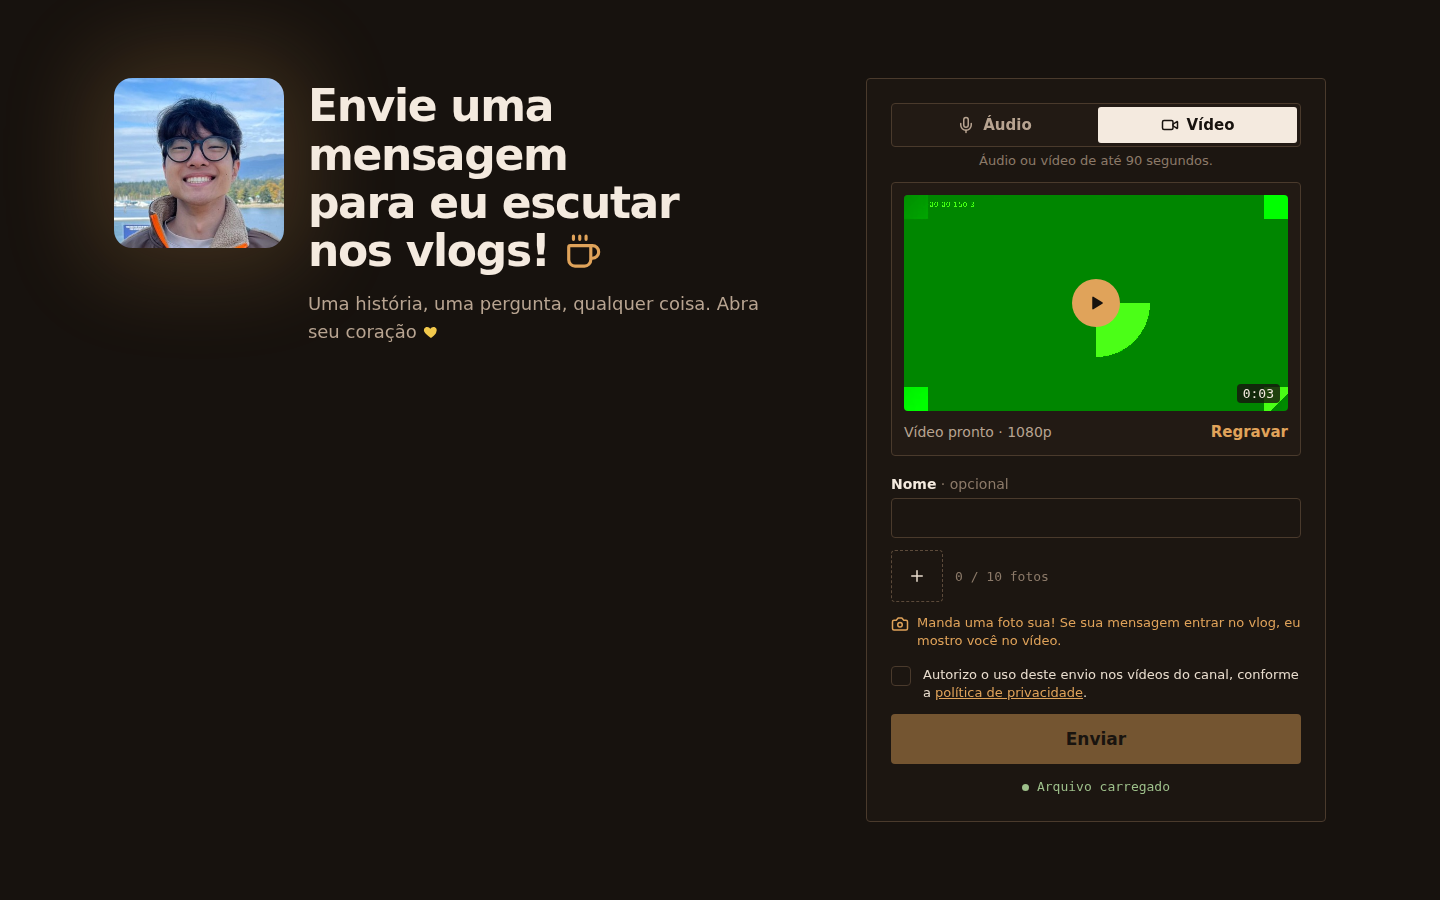 Envie uma
mensagem
para eu escutar
nos vlogs!
Uma história, uma pergunta, qualquer coisa. Abra
seu coração
Áudio
Vídeo
Áudio ou vídeo de até 90 segundos.
0:03
Vídeo pronto · 1080p
Regravar
Nome · opcional
+
0 / 10 fotos
Manda uma foto sua! Se sua mensagem entrar no vlog, eu
mostro você no vídeo.
Autorizo o uso deste envio nos vídeos do canal, conforme
a política de privacidade.
Enviar
Arquivo carregado